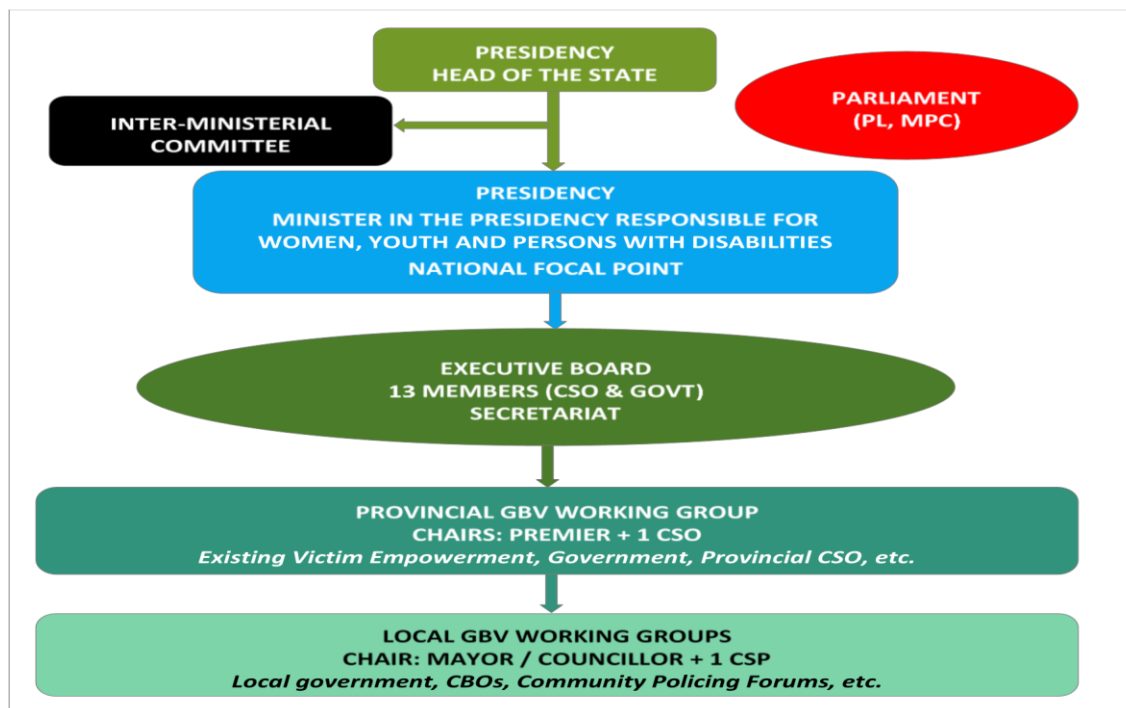 PRESIDENCY
HEAD OF THE STATE
PARLIAMENT
(PL, MPC)
INTER-MINISTERIAL
COMMITTEE
PRESIDENCY
MINISTER IN THE PRESIDENCY RESPONSIBLE FOR
WOMEN, YOUTH AND PERSONS WITH DISABILITIES
NATIONAL FOCAL POINT
EXECUTIVE BOARD
13 MEMBERS (CSO & GOVT)
SECRETARIAT
PROVINCIAL GBV WORKING GROUP
CHAIRS: PREMIER + 1 CSO
Existing Victim Empowerment, Government, Provincial CSO, etc.
LOCAL GBV WORKING GROUPS
CHAIR: MAYOR / COUNCILLOR + 1 CSP
Local government, CBOs, Community Policing Forums, etc.